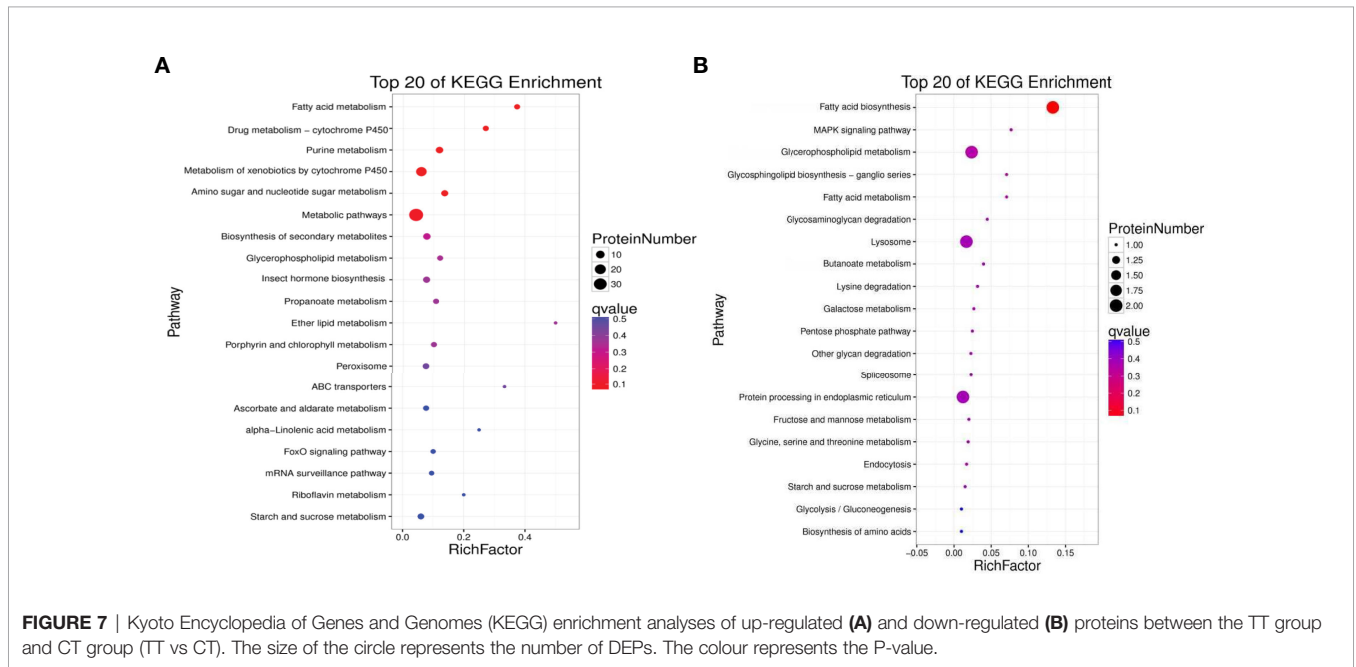 A
Top 20 of KEGG Enrichment
Pathway
Fatty acid metabolism
Drug metabolism − cytochrome P450
Purine metabolism
Metabolism of xenobiotics by cytochrome P450
Amino sugar and nucleotide sugar metabolism
Metabolic pathways
Biosynthesis of secondary metabolites
Glycerophospholipid metabolism
Insect hormone biosynthesis
Propanoate metabolism
Ether lipid metabolism
Porphyrin and chlorophyll metabolism
Peroxisome
ABC transporters
Ascorbate and aldarate metabolism
alpha−Linolenic acid metabolism
FoxO signaling pathway
mRNA surveillance pathway
Riboflavin metabolism
Starch and sucrose metabolism
0.0 0.2 0.4
RichFactor
ProteinNumber
10
20
30
qvalue
0.5
0.4
0.3
0.2
0.1
B
Top 20 of KEGG Enrichment
Pathway
Fatty acid biosynthesis
MAPK signaling pathway
Glycerophospholipid metabolism
Glycosphingolipid biosynthesis − ganglio series
Fatty acid metabolism
Glycosaminoglycan degradation
Lysosome
Butanoate metabolism
Lysine degradation
Galactose metabolism
Pentose phosphate pathway
Other glycan degradation
Spliceosome
Protein processing in endoplasmic reticulum
Fructose and mannose metabolism
Glycine, serine and threonine metabolism
Endocytosis
Starch and sucrose metabolism
Glycolysis / Gluconeogenesis
Biosynthesis of amino acids
−0.05 0.00 0.05 0.10 0.15
RichFactor
ProteinNumber
1.00
1.25
1.50
1.75
2.00
qvalue
0.5
0.4
0.3
0.2
0.1
FIGURE 7 | Kyoto Encyclopedia of Genes and Genomes (KEGG) enrichment analyses of up-regulated (A) and down-regulated (B) proteins between the TT group
and CT group (TT vs CT). The size of the circle represents the number of DEPs. The colour represents the P-value.